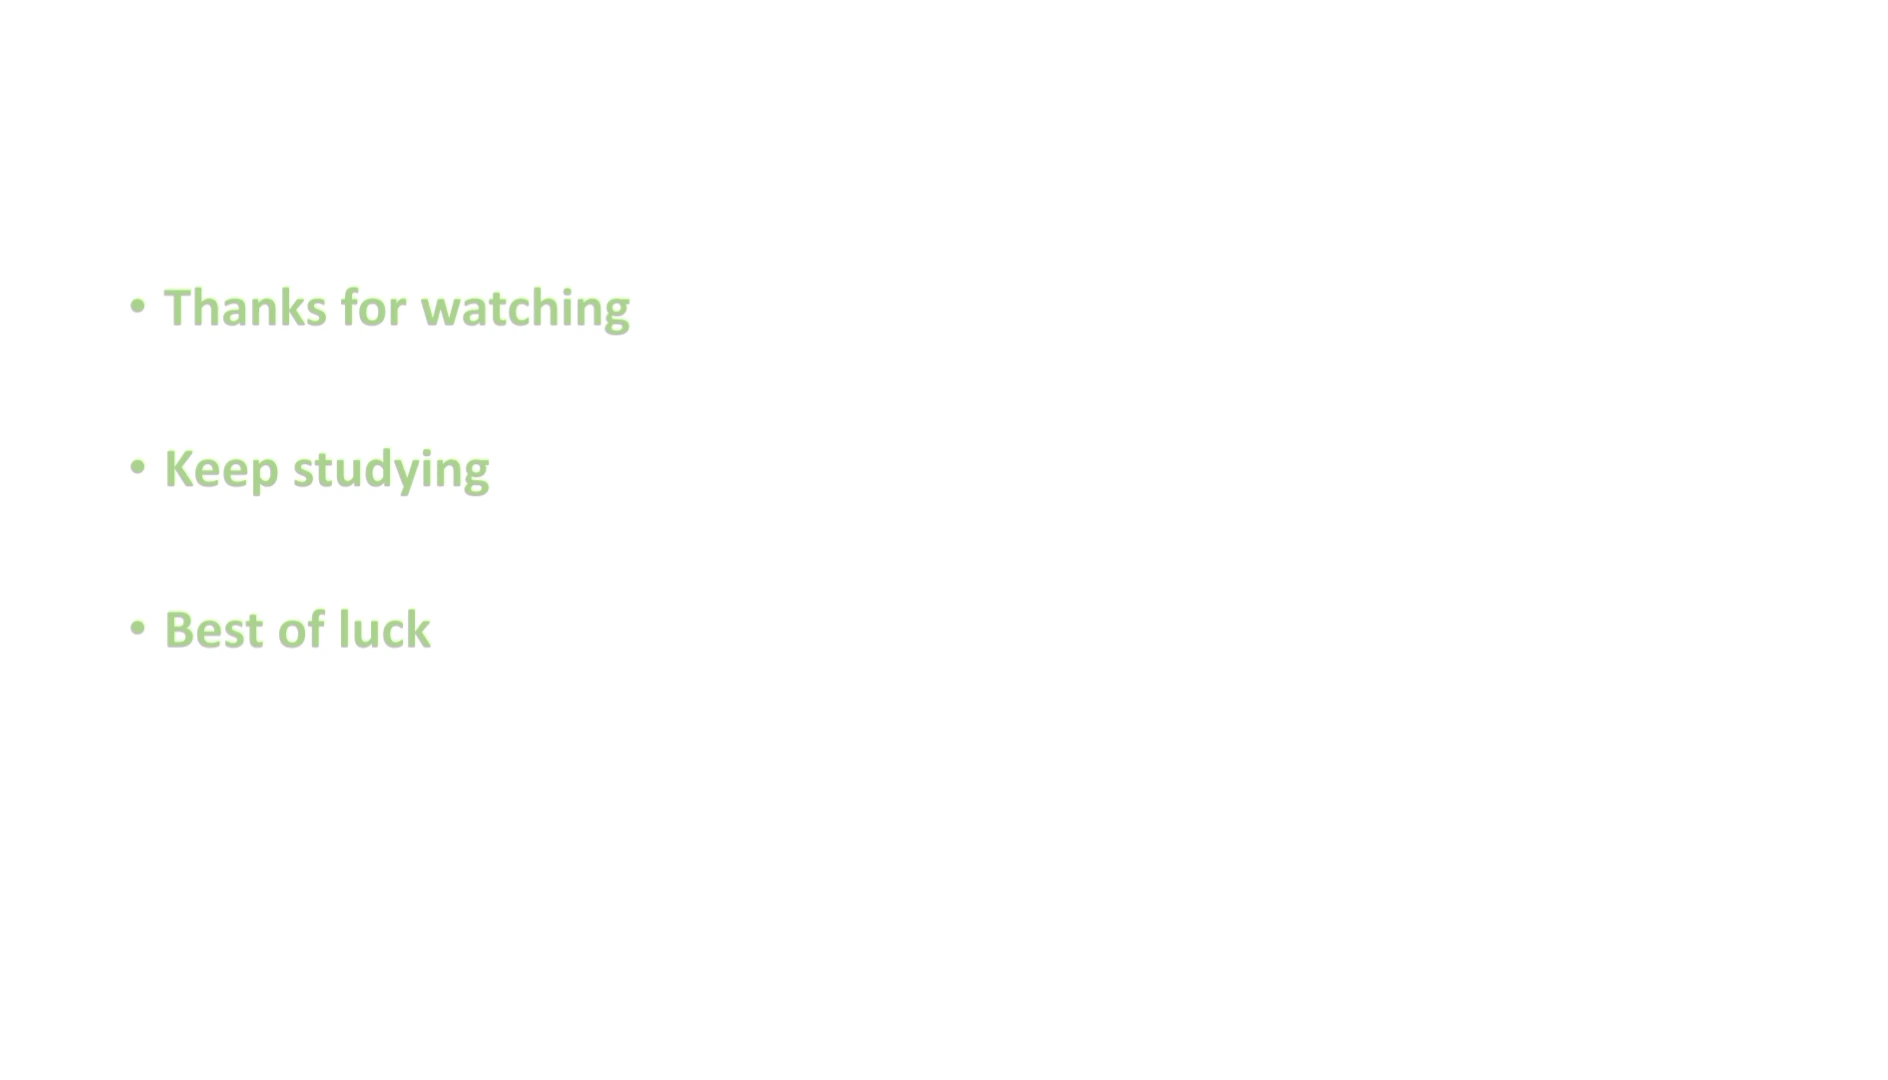 • Thanks for watching
• Keep studying
• Best of luck